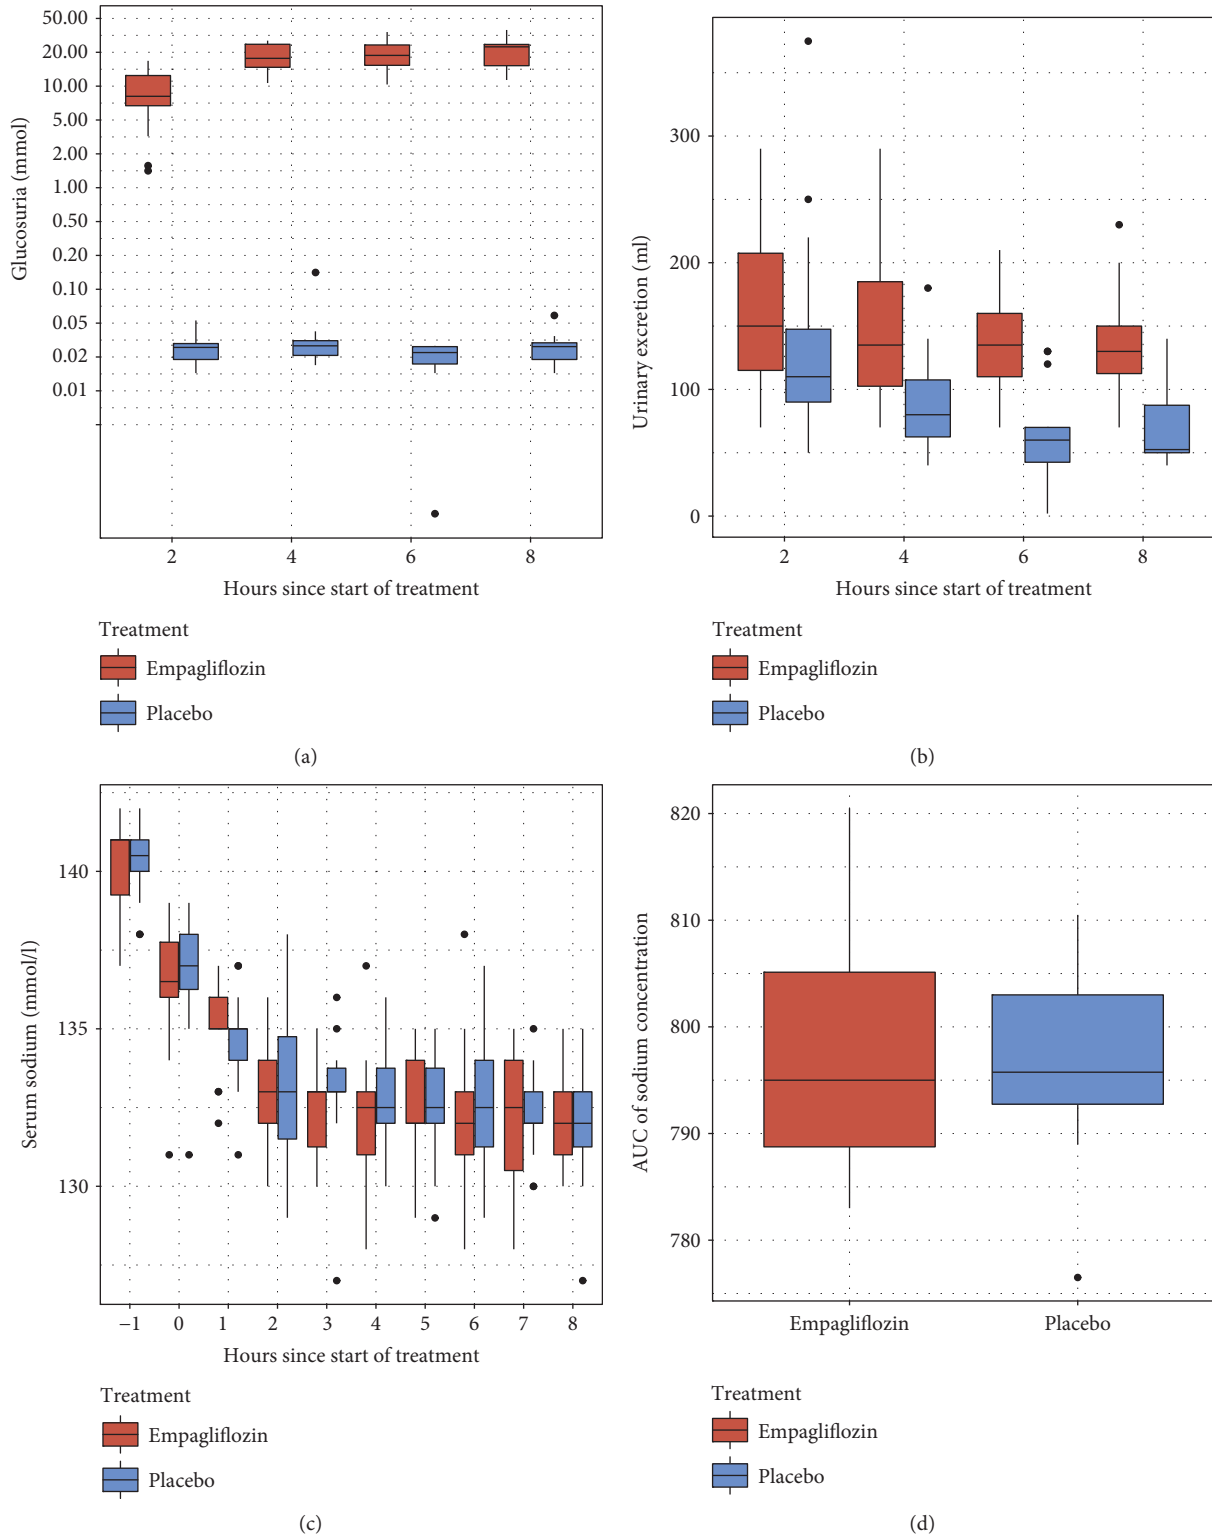 50.00
20.00
10.00
5.00
2.00
1.00
0.50
0.20
0.10
0.05
0.02
0.01
Glucosuria (mmol)
2 4 6 8
Hours since start of treatment
Treatment
Empagliflozin
Placebo
(a)
300
200
100
0
Urinary excretion (ml)
2 4 6 8
Hours since start of treatment
Treatment
Empagliflozin
Placebo
(b)
140
135
130
Serum sodium (mmol/l)
−1 0 1 2 3 4 5 6 7 8
Hours since start of treatment
Treatment
Empagliflozin
Placebo
(c)
820
810
800
790
780
AUC of sodium concentration
Empagliflozin Placebo
Treatment
Empagliflozin
Placebo
(d)